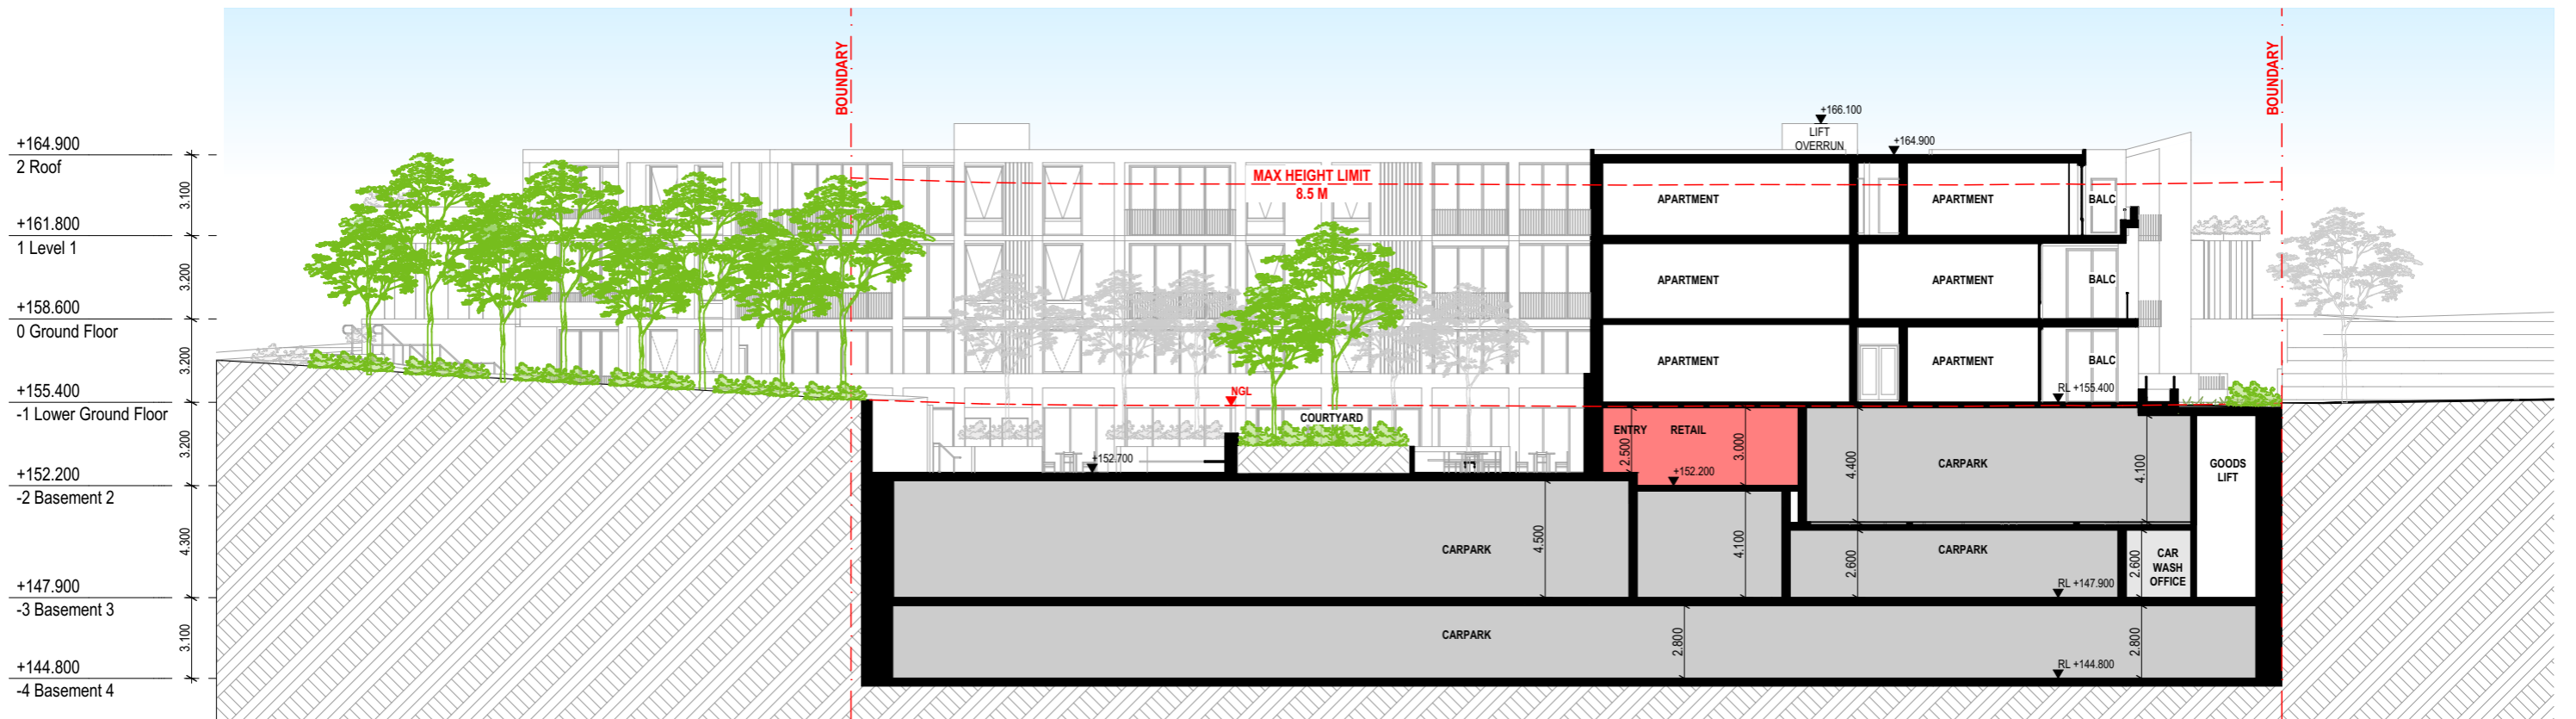 BOUNDARY
BOUNDARY
+166.100
LIFT
OVERRUN
+164.900
+164.900
2 Roof
3.100
MAX HEIGHT LIMIT
8.5 M
APARTMENT
APARTMENT
BALC
+161.800
1 Level 1
3.200
APARTMENT
APARTMENT
BALC
+158.600
0 Ground Floor
3.200
APARTMENT
APARTMENT
BALC
RL +155.400
+155.400
-1 Lower Ground Floor
NGL
COURTYARD
ENTRY
RETAIL
2.500
3.000
+152.700
+152.200
4.400
CARPARK
4.100
GOODS
LIFT
3.200
+152.200
-2 Basement 2
4.300
CARPARK
4.500
4.100
2.600
CARPARK
2.600
CAR
WASH
OFFICE
RL +147.900
+147.900
-3 Basement 3
3.100
CARPARK
2.800
2.800
RL +144.800
+144.800
-4 Basement 4